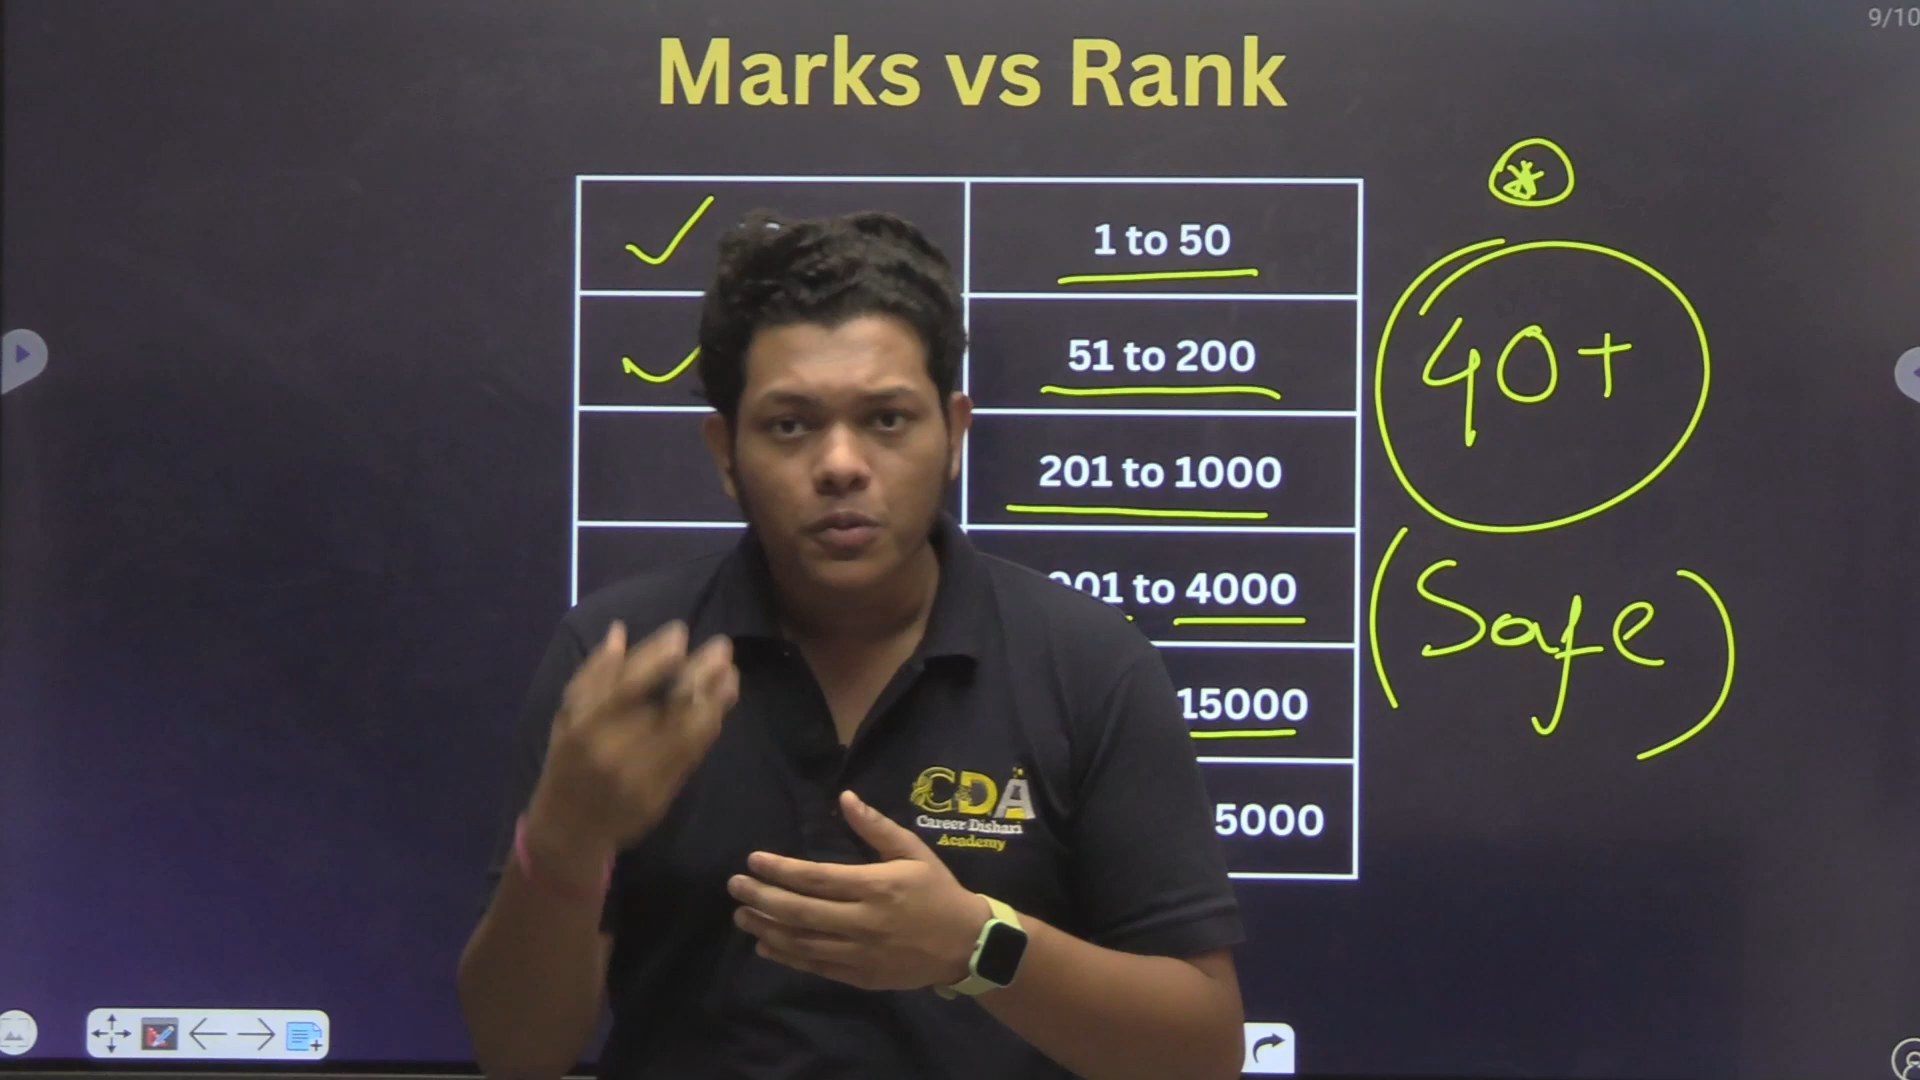 9/10
Marks vs Rank
1 to 50
51 to 200
201 to 1000
001 to 4000
15000
5000
40+
(Safe)
CDA
Career Dishari
Academy